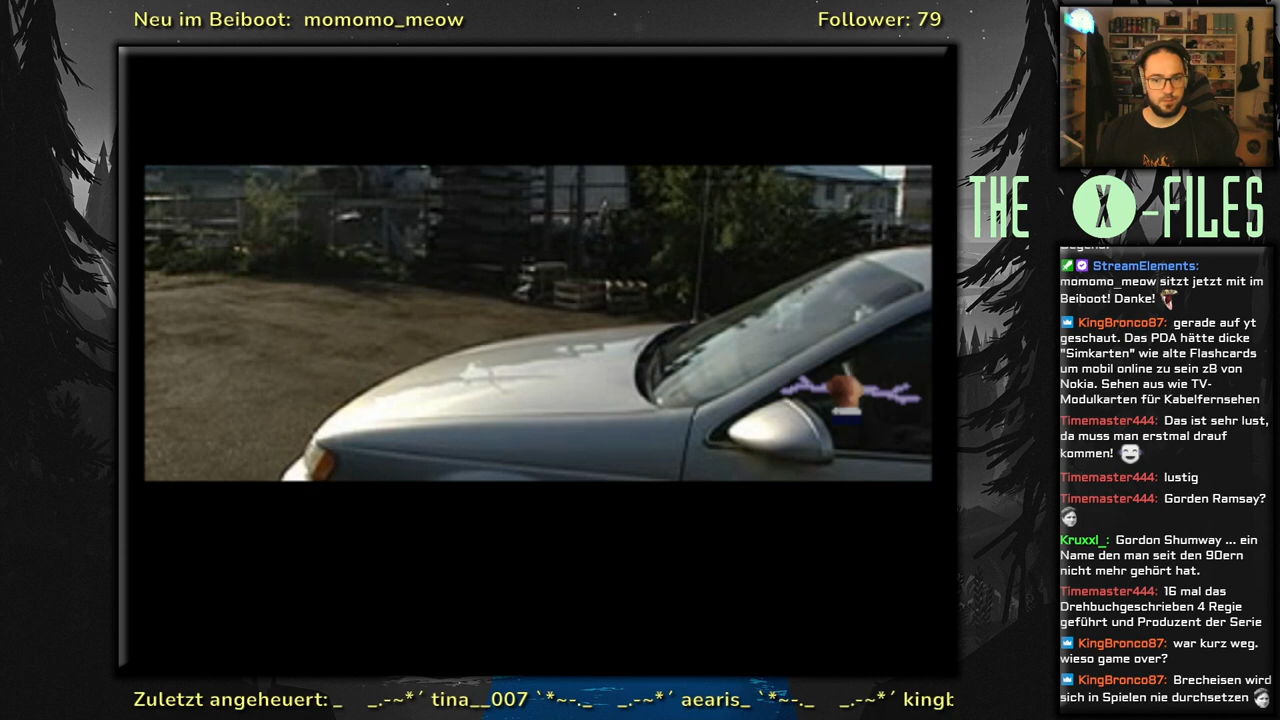 Neu im Beiboot: momomo_meow
Follower: 79
THE X-FILES
StreamElements:
momomo_meow sitzt jetzt mit im
Beiboot! Danke!
KingBronco87: gerade auf yt
geschaut. Das PDA hätte dicke
"Simkarten" wie alte Flashcards
um mobil online zu sein zB von
Nokia. Sehen aus wie TV-
Modulkarten für Kabelfernsehen
Timemaster444: Das ist sehr lust,
da muss man erstmal drauf
kommen!
Timemaster444: lustig
Timemaster444: Gorden Ramsay?
Kruxxl_: Gordon Shumway ... ein
Name den man seit den 90ern
nicht mehr gehört hat.
Timemaster444: 16 mal das
Drehbuchgeschrieben 4 Regie
geführt und Produzent der Serie
KingBronco87: war kurz weg.
wieso game over?
KingBronco87: Brecheisen wird
sich in Spielen nie durchsetzen
Zuletzt angeheuert: _ _.-~*´ tina__007 `*~-._ _.-~*´ aearis_ `*~-._ _.-~*´ kingb